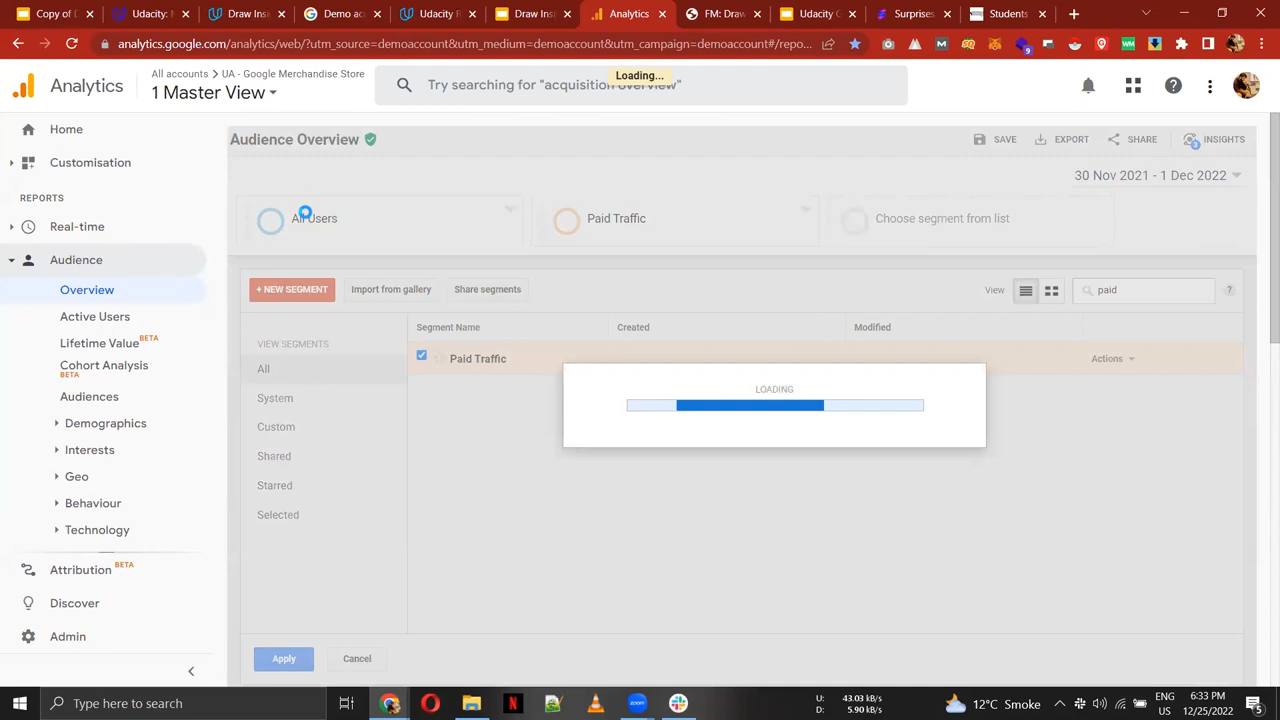 Copy of D
Udacity: M
Draw Insi
Demo ac
Udacity R
Draw Insi
Analytics
FM: Draw
Udacity G
Surprises
Students
analytics.google.com/analytics/web/?utm_source=demoaccount&utm_medium=demoaccount&utm_campaign=demoaccount#/repo...
9
WM
Analytics
All accounts > UA - Google Merchandise Store
1 Master View
Try searching for "acquisition overview"
Loading...
Home
Customisation
REPORTS
Real-time
Audience
Overview
Active Users
Lifetime Value BETA
Cohort Analysis
BETA
Audiences
Demographics
Interests
Geo
Behaviour
Technology
Attribution BETA
Discover
Admin
Audience Overview
SAVE
EXPORT
SHARE
3
INSIGHTS
30 Nov 2021 - 1 Dec 2022
All Users
Paid Traffic
Choose segment from list
+ NEW SEGMENT
Import from gallery
Share segments
View
paid
?
VIEW SEGMENTS
All
System
Custom
Shared
Starred
Selected
Segment Name
Created
Modified
Paid Traffic
Actions
LOADING
Apply
Cancel
Type here to search
zoom
U: 43.03 kB/s
D: 5.90 kB/s
12°C Smoke
ENG
US
6:33 PM
12/25/2022
5